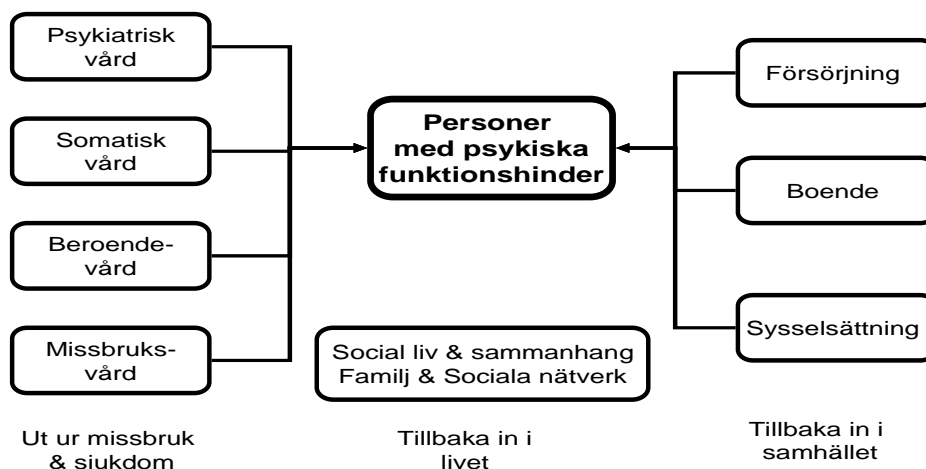 Psykiatrisk
vård
Somatisk
vård
Beroende-
vård
Missbruks-
vård
Ut ur missbruk
& sjukdom
Personer
med psykiska
funktionshinder
Social liv & sammanhang
Familj & Sociala nätverk
Tillbaka in i
livet
Försörjning
Boende
Sysselsättning
Tillbaka in i
samhället